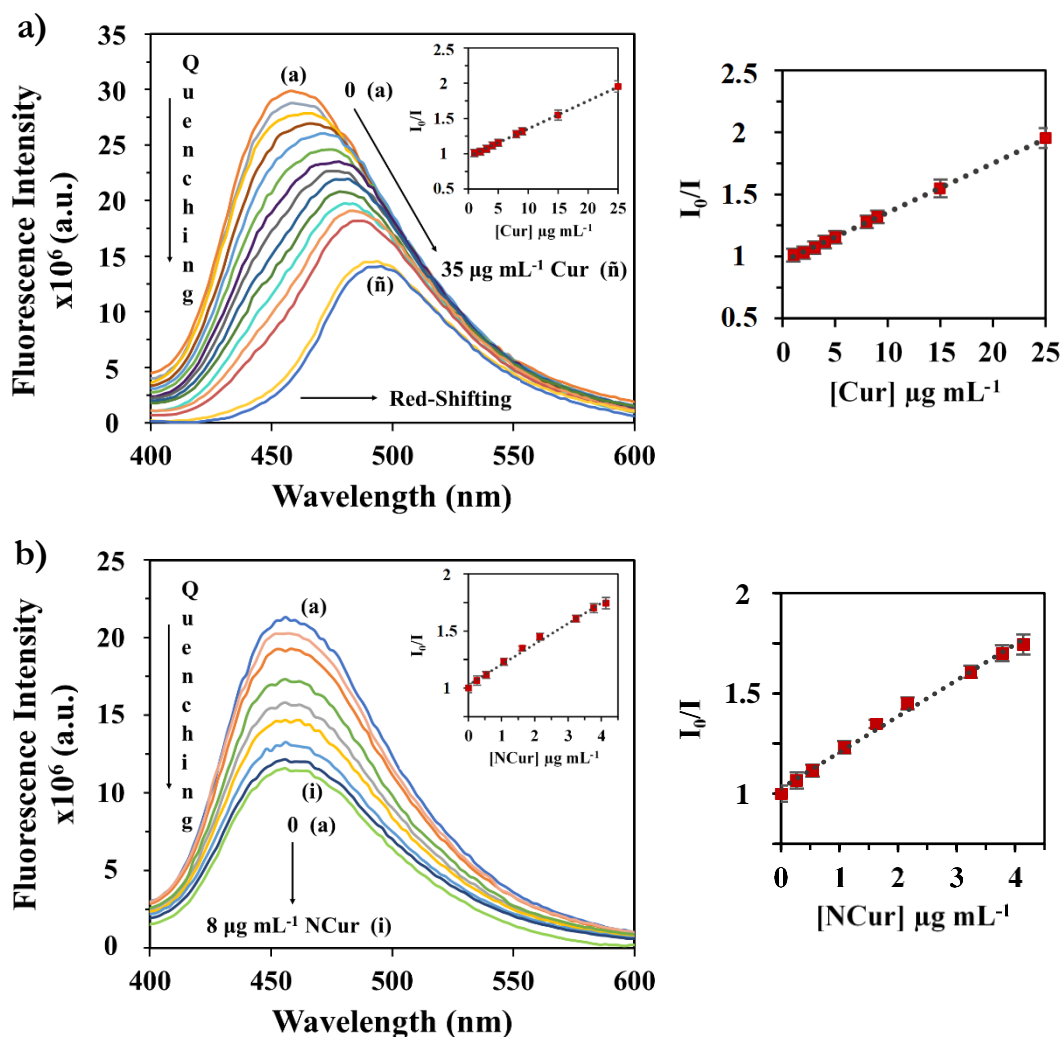 a)
Fluorescence Intensity
x10⁶ (a.u.)
35
30
25
20
15
10
5
0
400
450
500
550
600
Wavelength (nm)
Quenching
(a)
0 (a)
35 µg mL⁻¹ Cur (ñ)
(ñ)
Red-Shifting
I₀/I
2.5
2
1.5
1
0.5
0 5 10 15 20 25
[Cur] µg mL⁻¹
I₀/I
2.5
2
1.5
1
0.5
0 5 10 15 20 25
[Cur] µg mL⁻¹
b)
Fluorescence Intensity
x10⁶ (a.u.)
25
20
15
10
5
0
400
450
500
550
600
Wavelength (nm)
Quenching
(a)
(i)
0 (a)
8 µg mL⁻¹ NCur (i)
I₀/I
2
1.5
1
0 1 2 3 4
[NCur] µg mL⁻¹
I₀/I
2
1.5
1
0 1 2 3 4
[NCur] µg mL⁻¹